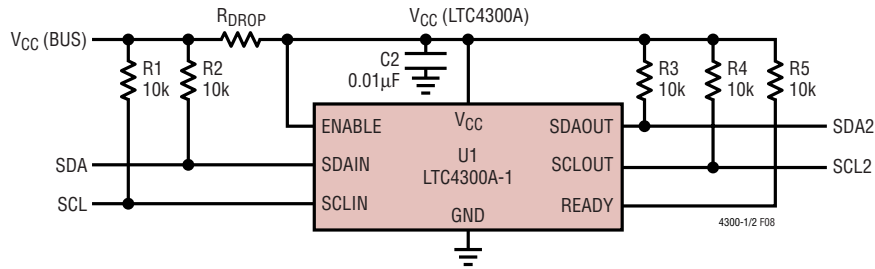 RDROP
VCC (LTC4300A)
VCC (BUS)
R1
10k
R2
10k
C2
0.01µF
R3
10k
R4
10k
R5
10k
ENABLE
VCC
SDAOUT
SDA2
SDA
SDAIN
U1
LTC4300A-1
SCLOUT
SCL2
SCL
SCLIN
GND
READY
4300-1/2 F08